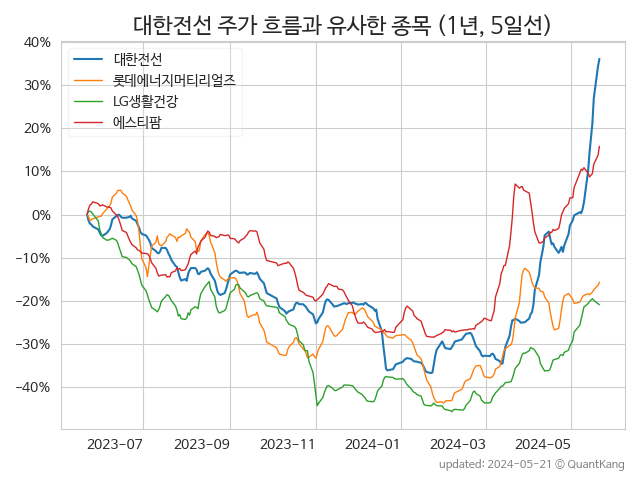 대한전선 주가 흐름과 유사한 종목 (1년, 5일선)
40%
30%
20%
10%
0%
−10%
−20%
−30%
−40%
대한전선
롯데에너지머티리얼즈
LG생활건강
에스티팜
2023−07
2023−09
2023−11
2024−01
2024−03
2024−05
updated: 2024-05-21 © QuantKang